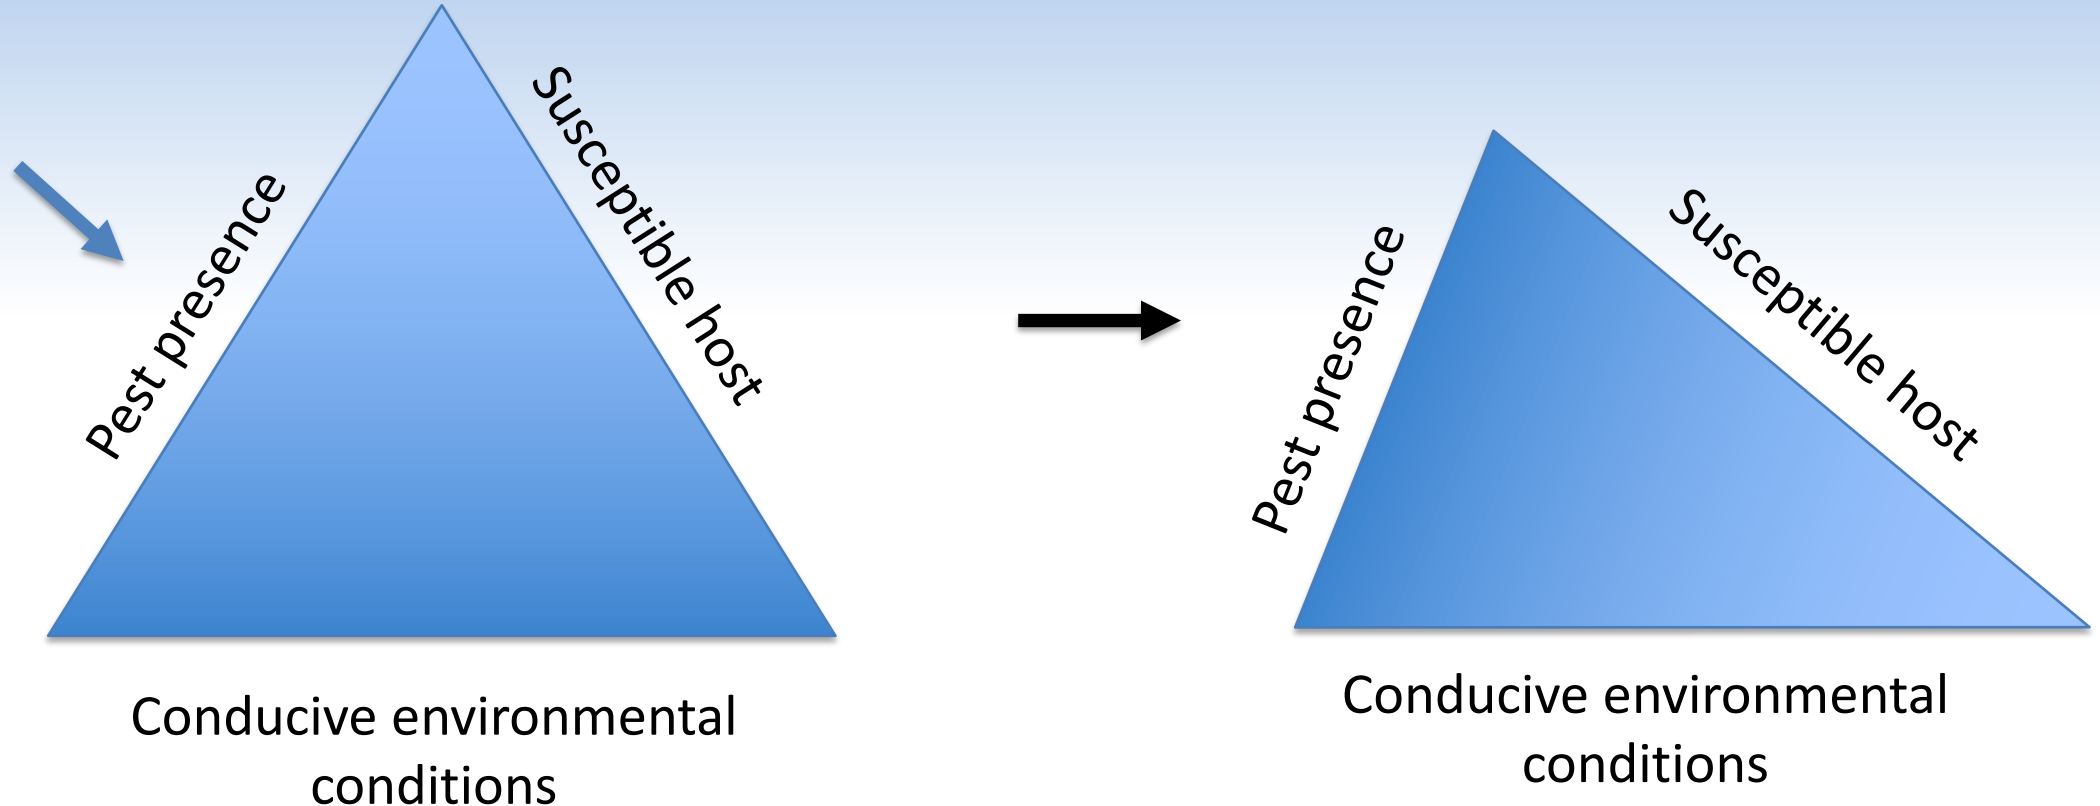 Pest presence
Susceptible host
Conducive environmental
conditions
Pest presence
Susceptible host
Conducive environmental
conditions